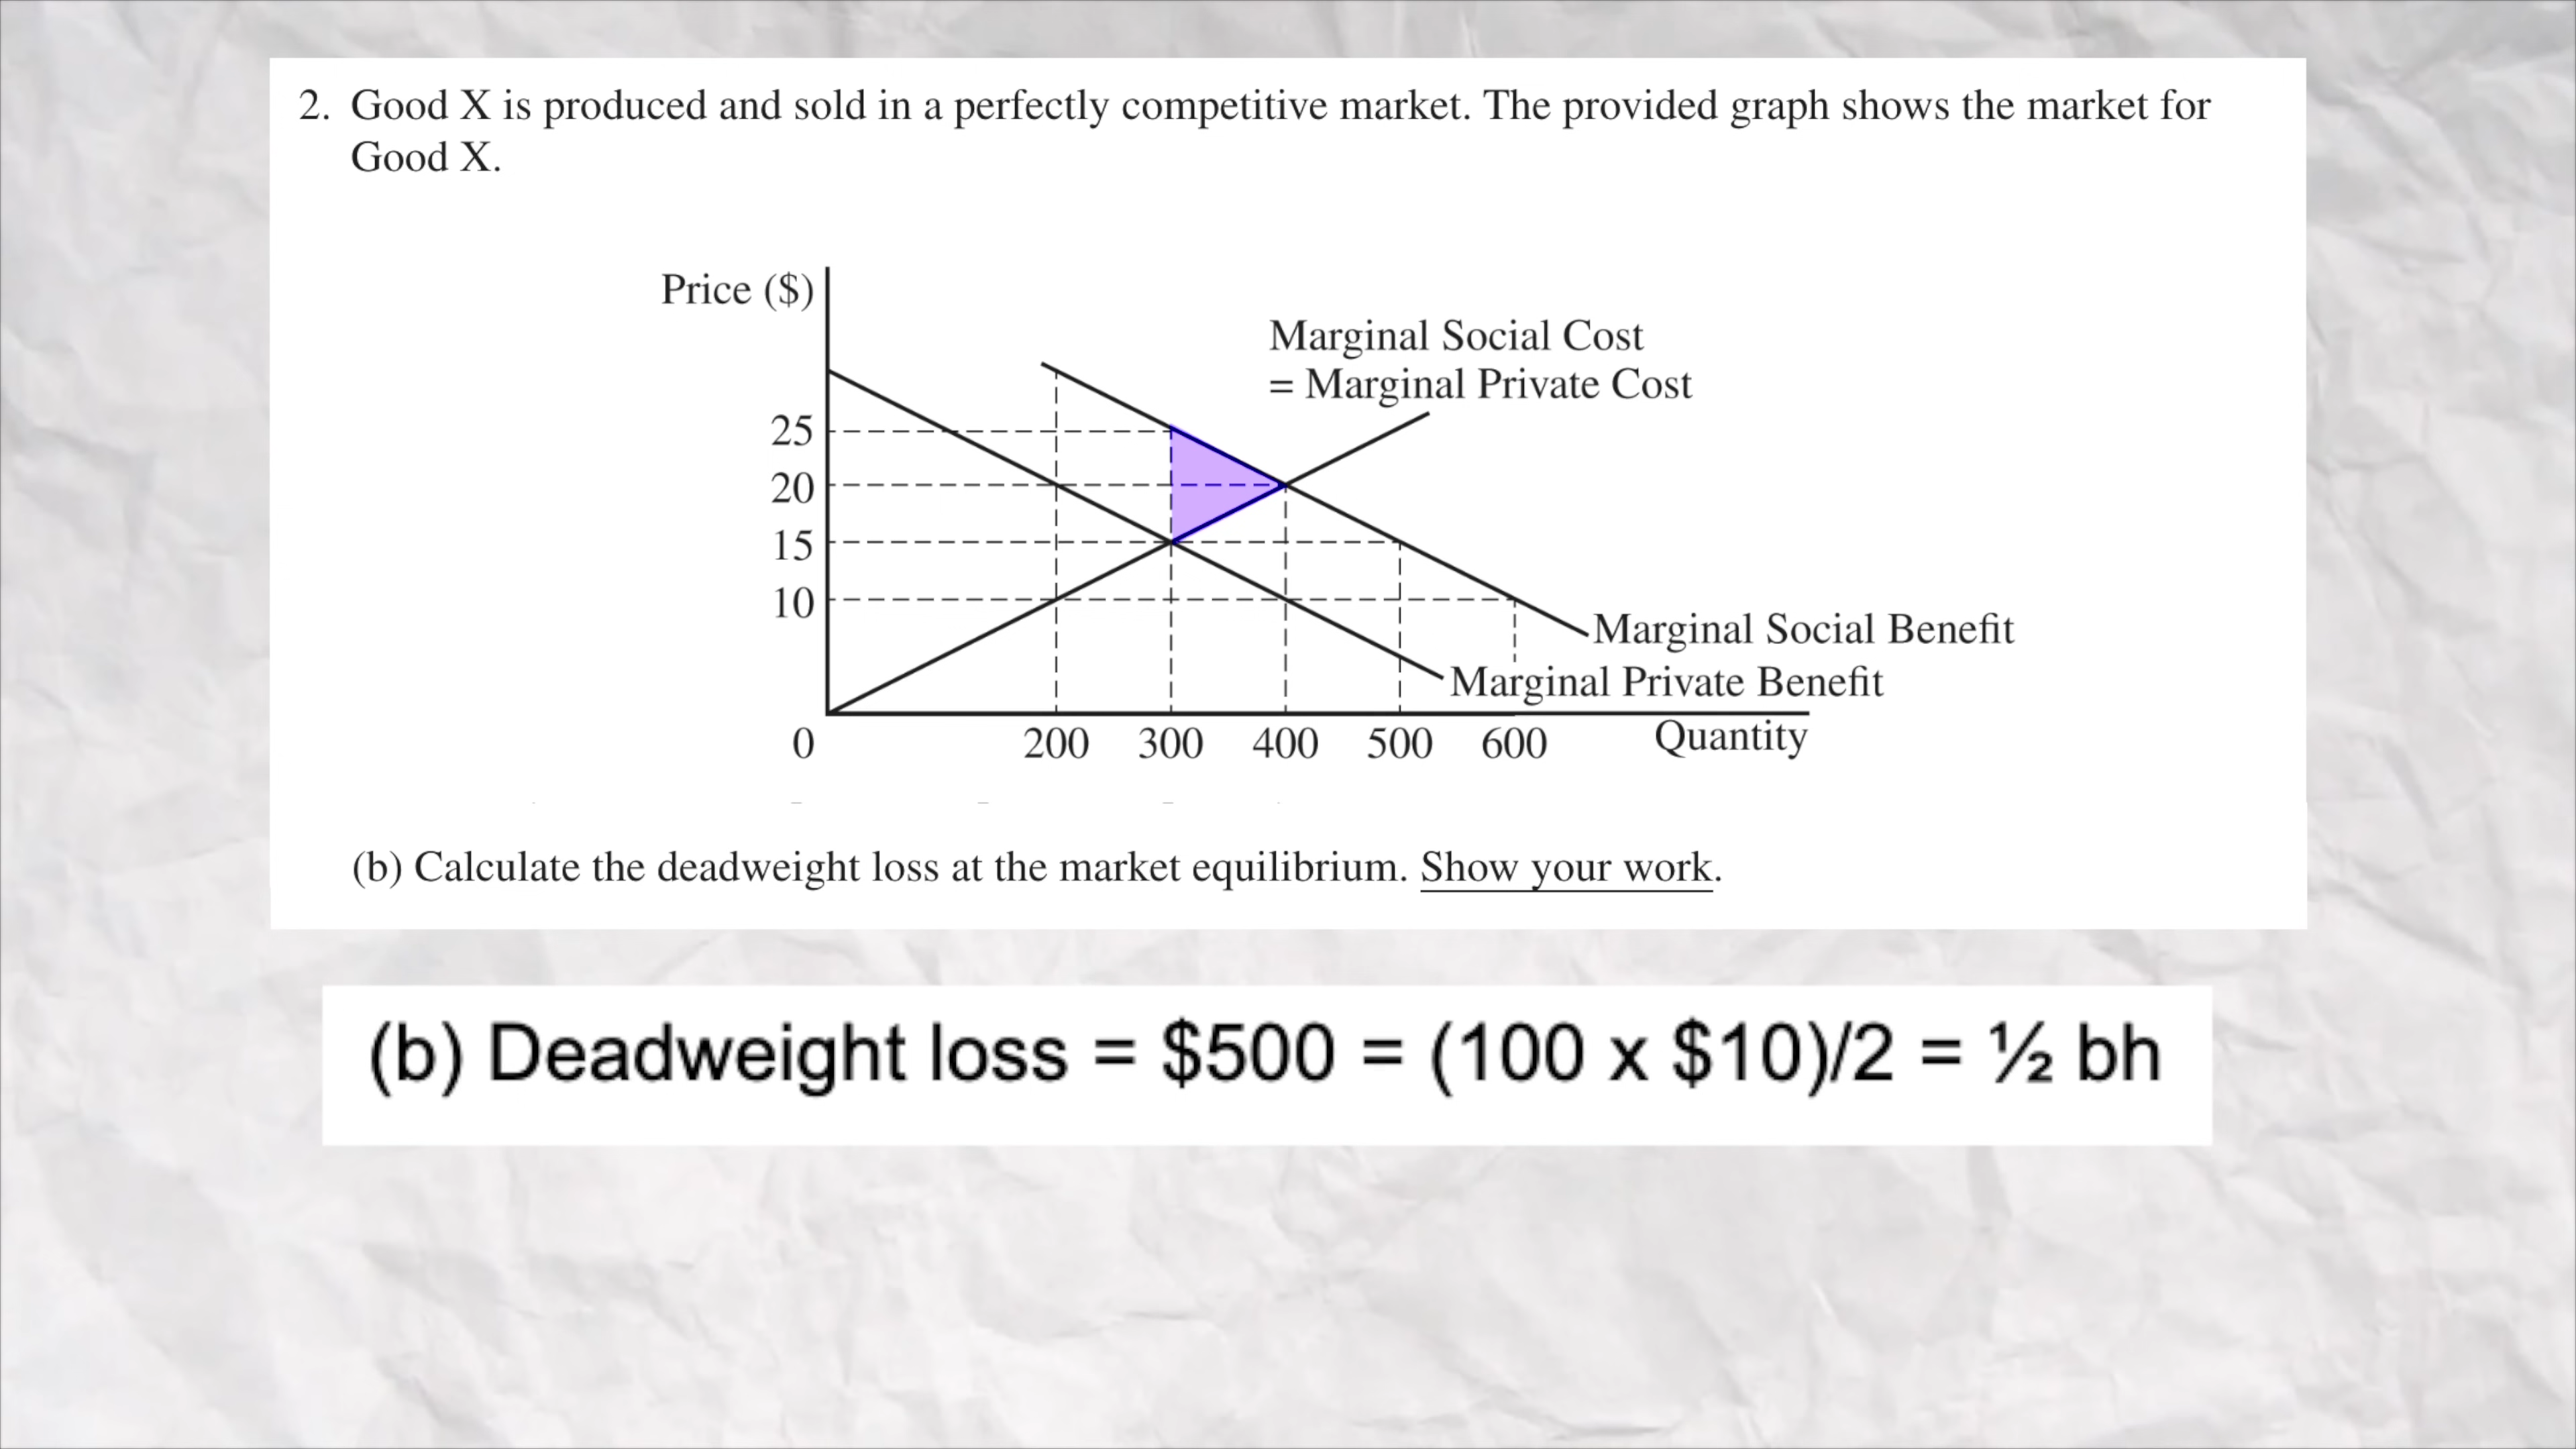 2. Good X is produced and sold in a perfectly competitive market. The provided graph shows the market for
Good X.
Price ($)
Marginal Social Cost
= Marginal Private Cost
25
20
15
10
Marginal Social Benefit
Marginal Private Benefit
0 200 300 400 500 600 Quantity
(b) Calculate the deadweight loss at the market equilibrium. Show your work.
(b) Deadweight loss = $500 = (100 x $10)/2 = ½ bh